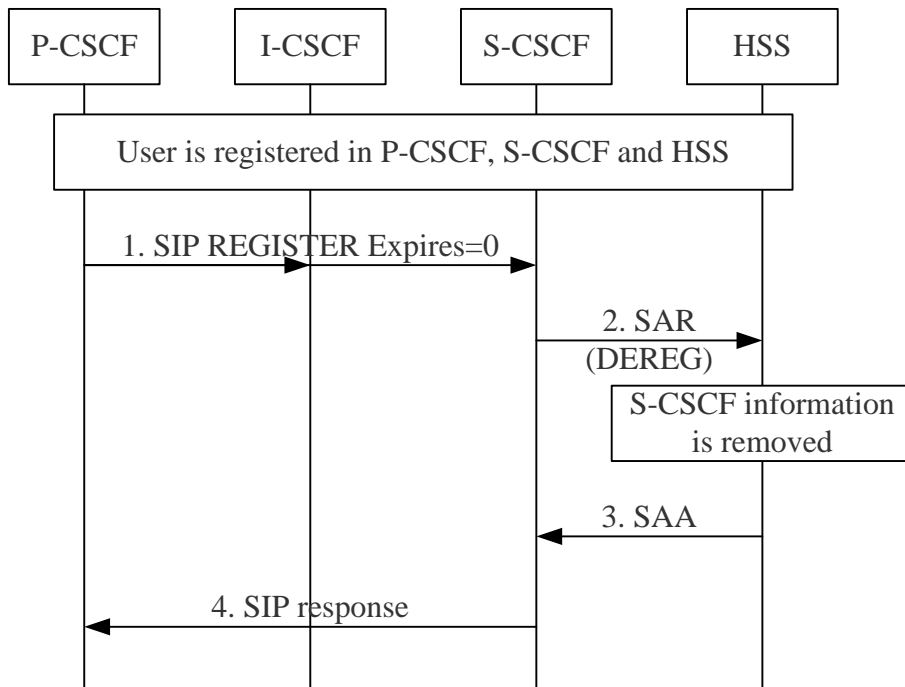 P-CSCF
I-CSCF
S-CSCF
HSS
User is registered in P-CSCF, S-CSCF and HSS
1. SIP REGISTER Expires=0
2. SAR
(DEREG)
S-CSCF information
is removed
3. SAA
4. SIP response